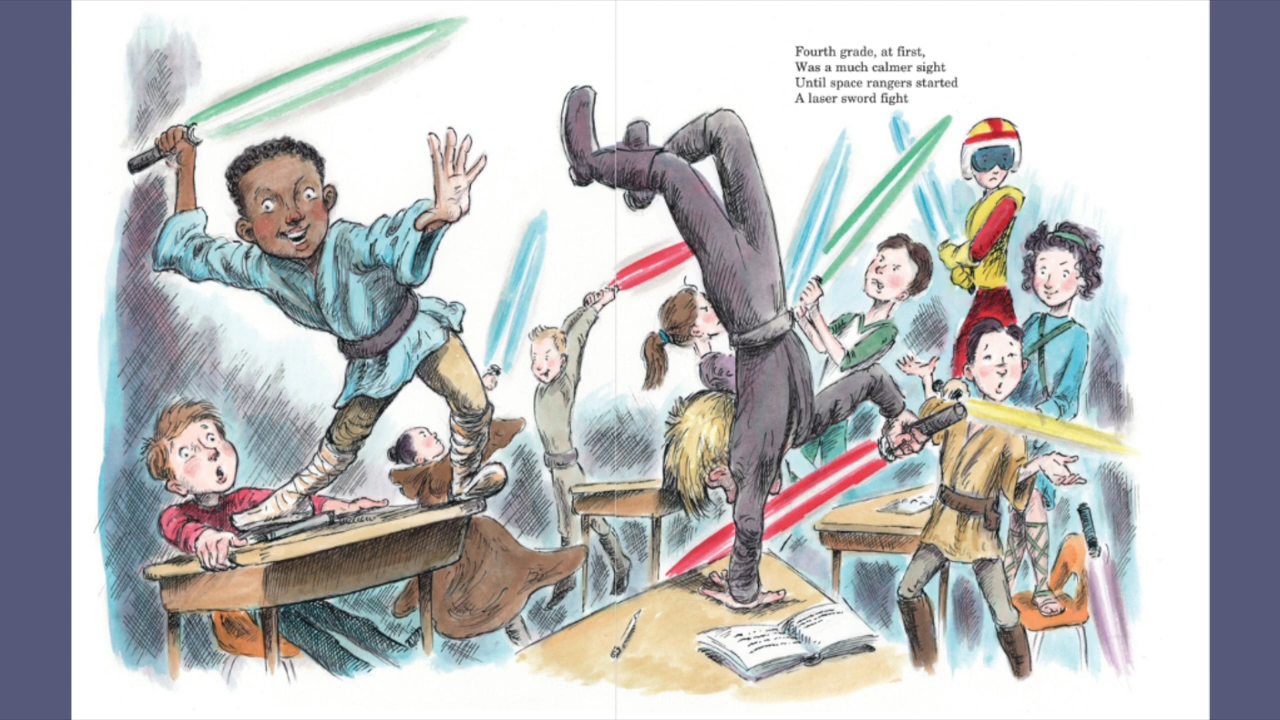 Fourth grade, at first,
Was a much calmer sight
Until space rangers started
A laser sword fight